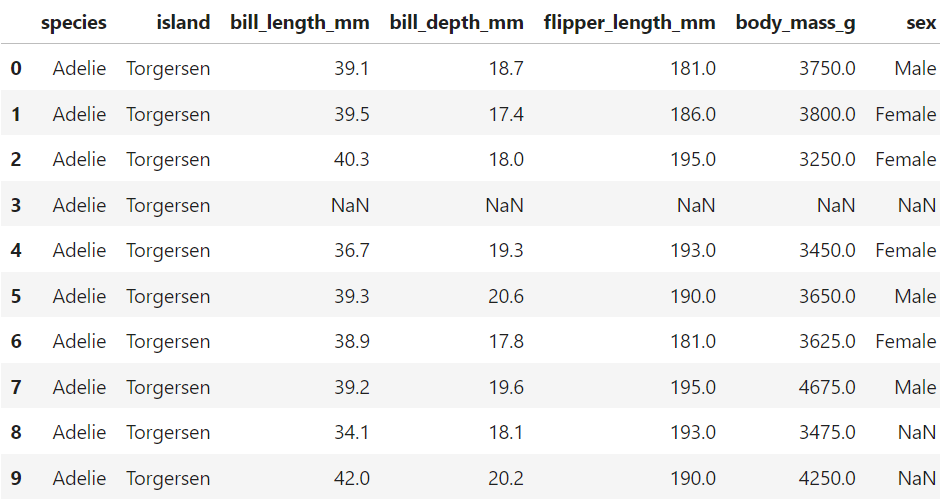 species island bill_length_mm bill_depth_mm flipper_length_mm body_mass_g sex
0 Adelie Torgersen 39.1 18.7 181.0 3750.0 Male
1 Adelie Torgersen 39.5 17.4 186.0 3800.0 Female
2 Adelie Torgersen 40.3 18.0 195.0 3250.0 Female
3 Adelie Torgersen NaN NaN NaN NaN NaN
4 Adelie Torgersen 36.7 19.3 193.0 3450.0 Female
5 Adelie Torgersen 39.3 20.6 190.0 3650.0 Male
6 Adelie Torgersen 38.9 17.8 181.0 3625.0 Female
7 Adelie Torgersen 39.2 19.6 195.0 4675.0 Male
8 Adelie Torgersen 34.1 18.1 193.0 3475.0 NaN
9 Adelie Torgersen 42.0 20.2 190.0 4250.0 NaN